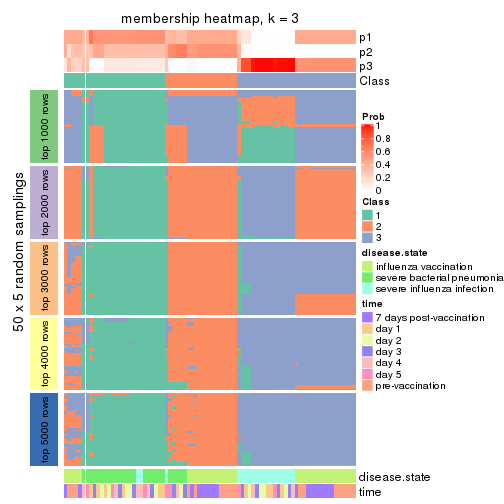 membership heatmap, k = 3
p1
p2
p3
Class
50 x 5 random samplings
top 1000 rows
top 2000 rows
top 3000 rows
top 4000 rows
top 5000 rows
Prob
1
0.8
0.6
0.4
0.2
0
Class
1
2
3
disease.state
influenza vaccination
severe bacterial pneumonia
severe influenza infection
time
7 days post-vaccination
day 1
day 2
day 3
day 4
day 5
pre-vaccination
disease.state
time